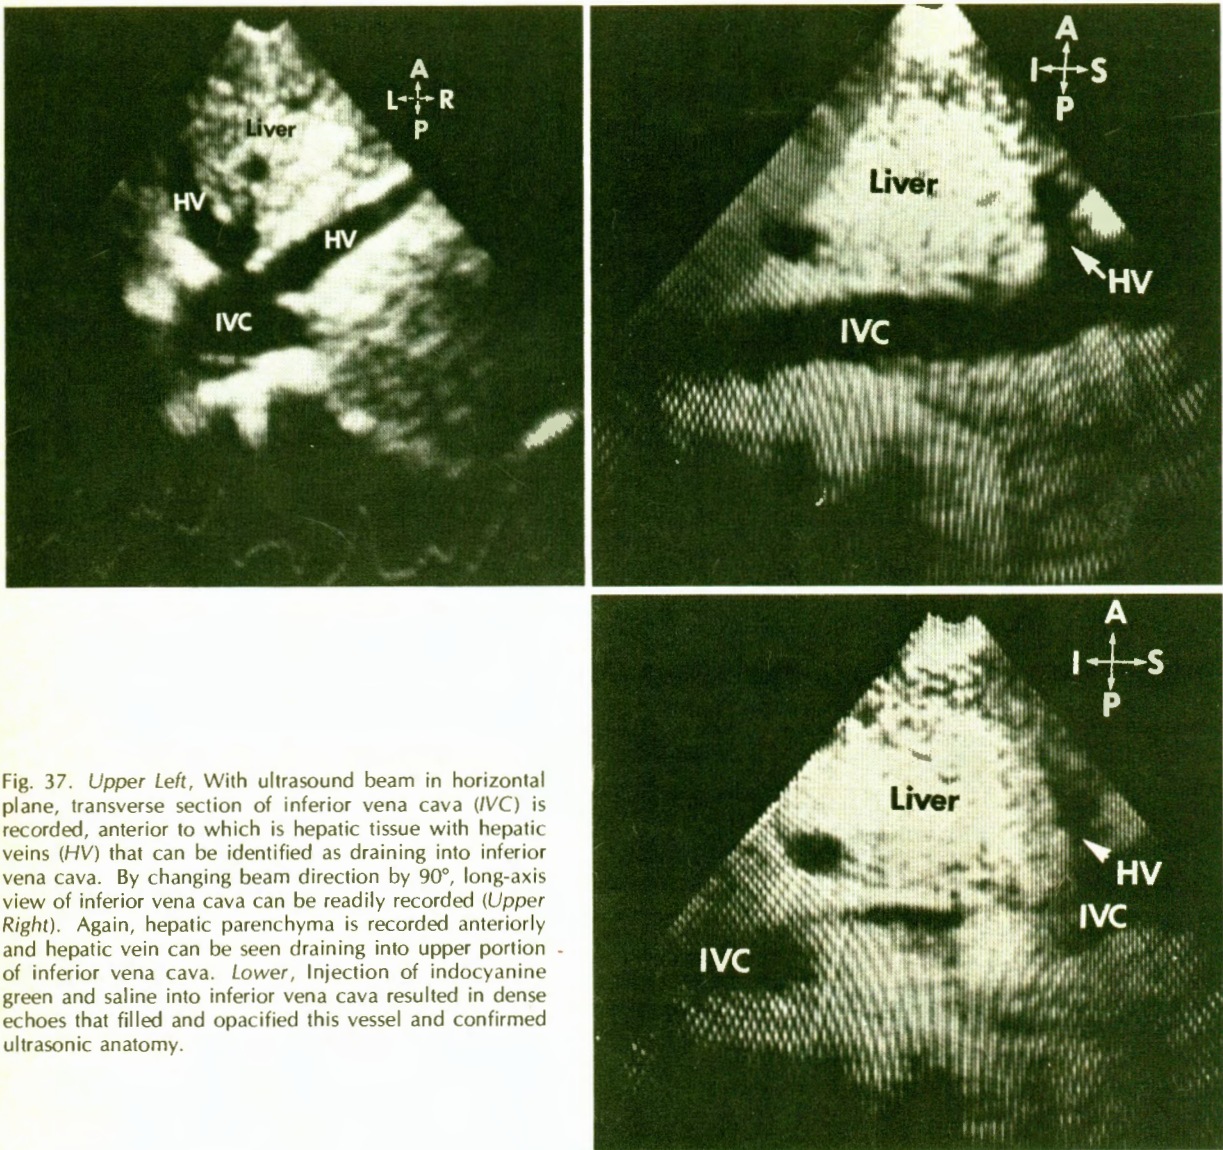 A
L R
P
Liver
HV
HV
IVC
A
I S
P
Liver
HV
IVC
A
I S
P
Liver
HV
IVC
IVC
Fig. 37. Upper Left, With ultrasound beam in horizontal
plane, transverse section of inferior vena cava (IVC) is
recorded, anterior to which is hepatic tissue with hepatic
veins (HV) that can be identified as draining into inferior
vena cava. By changing beam direction by 90°, long-axis
view of inferior vena cava can be readily recorded (Upper
Right). Again, hepatic parenchyma is recorded anteriorly
and hepatic vein can be seen draining into upper portion
of inferior vena cava. Lower, Injection of indocyanine
green and saline into inferior vena cava resulted in dense
echoes that filled and opacified this vessel and confirmed
ultrasonic anatomy.